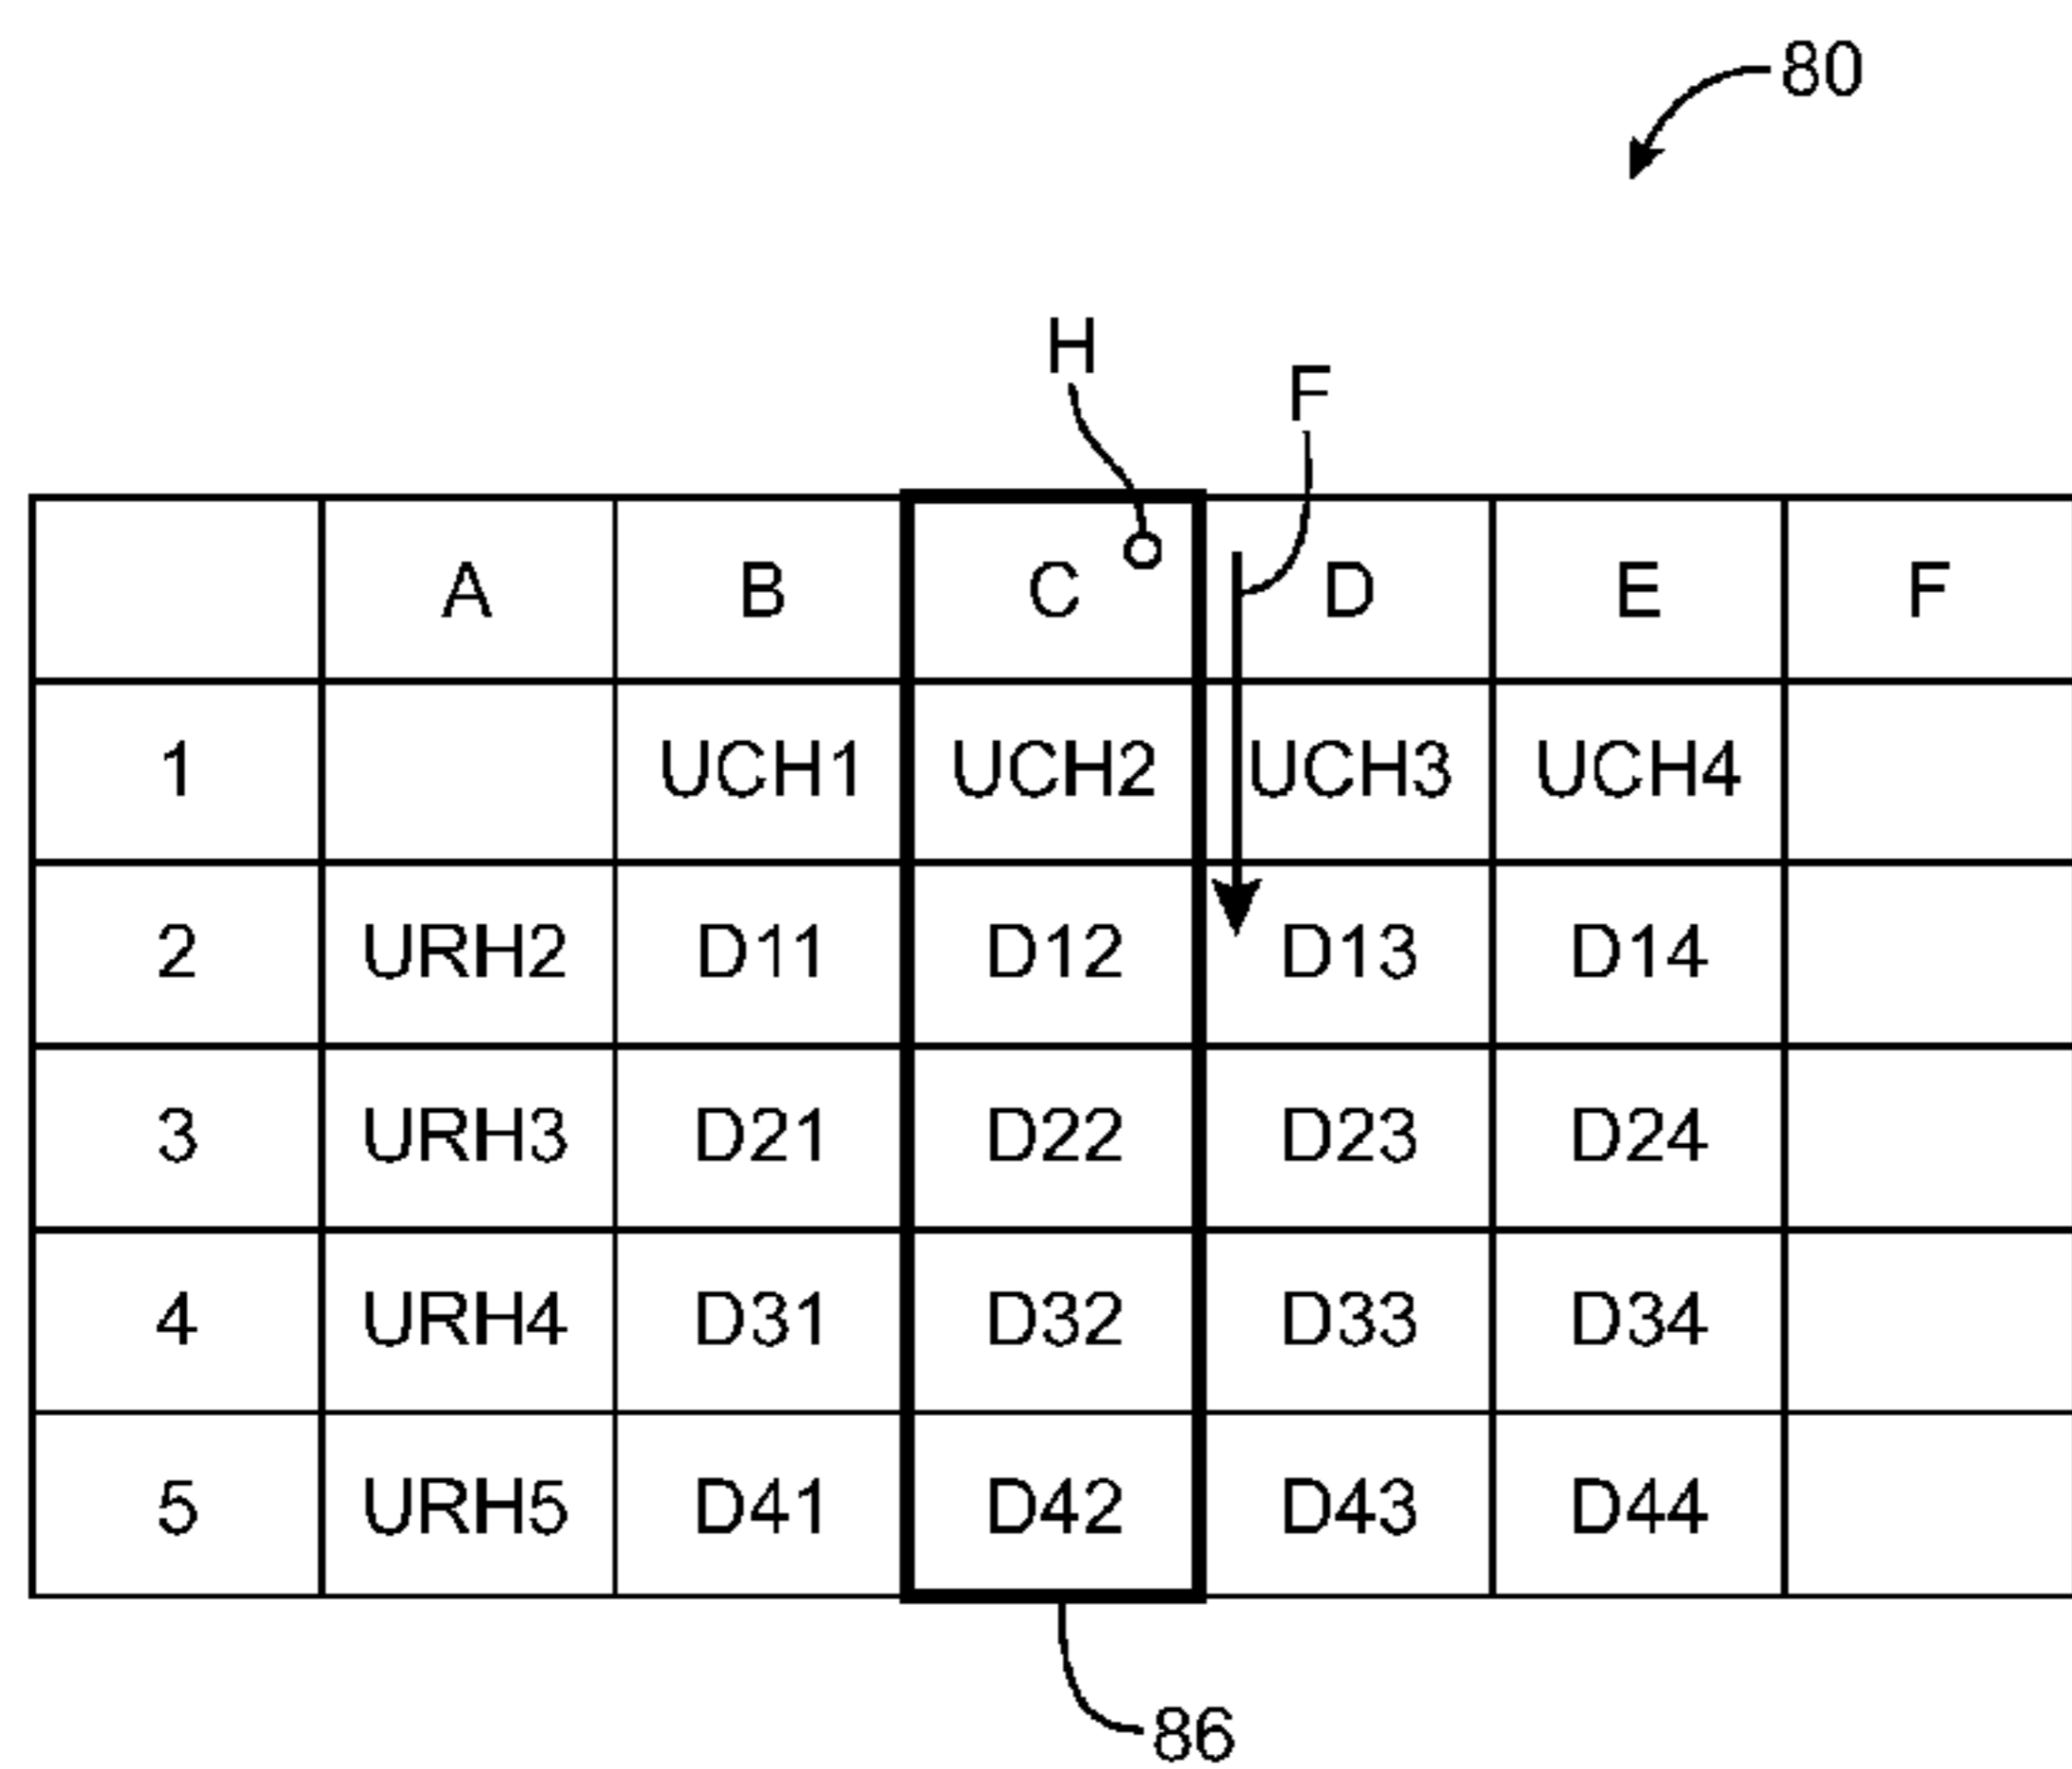 80
H
F
A B C D E F
1 UCH1 UCH2 UCH3 UCH4
2 URH2 D11 D12 D13 D14
3 URH3 D21 D22 D23 D24
4 URH4 D31 D32 D33 D34
5 URH5 D41 D42 D43 D44
86